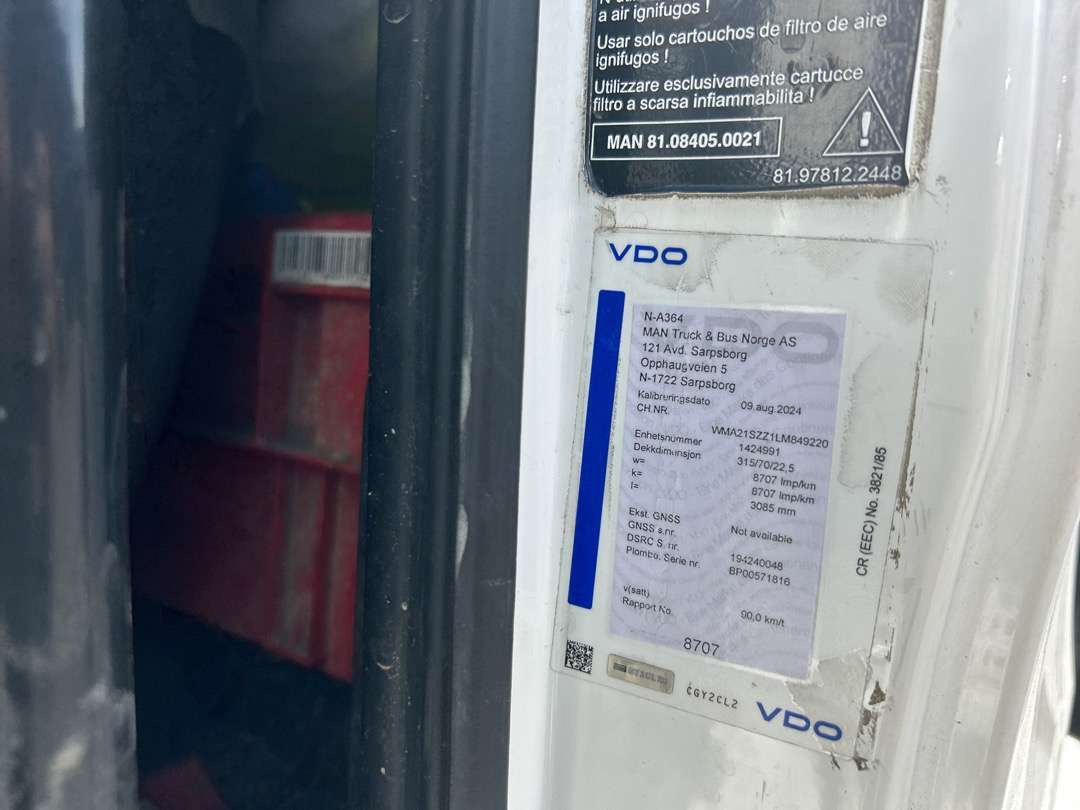 a air ignifugos !
Usar solo cartouchos de filtro de aire
ignifugos !
Utilizzare esclusivamente cartucce
filtro a scarsa infiammabilita !
MAN 81.08405.0021
81.97812.2448
VDO
N-A364
MAN Truck & Bus Norge AS
121 Avd. Sarpsborg
Opphaugveien 5
N-1722 Sarpsborg
Kalibreringsdato 09.aug.2024
CH.NR.
WMA21SZZ1LM849220
Enhetsnummer 1424991
Dekkdimensjon 315/70/22,5
w= 8707 Imp/km
k= 8707 Imp/km
l= 3085 mm
Ekst. GNSS
GNSS s.nr. Not available
DSRC S. nr. 194240048
Plombe. Serie nr. BP00571816
v(satt) 90,0 km/t
Rapport No.
8707
CR (EEC) No. 3821/85
CGY2CL2
VDO